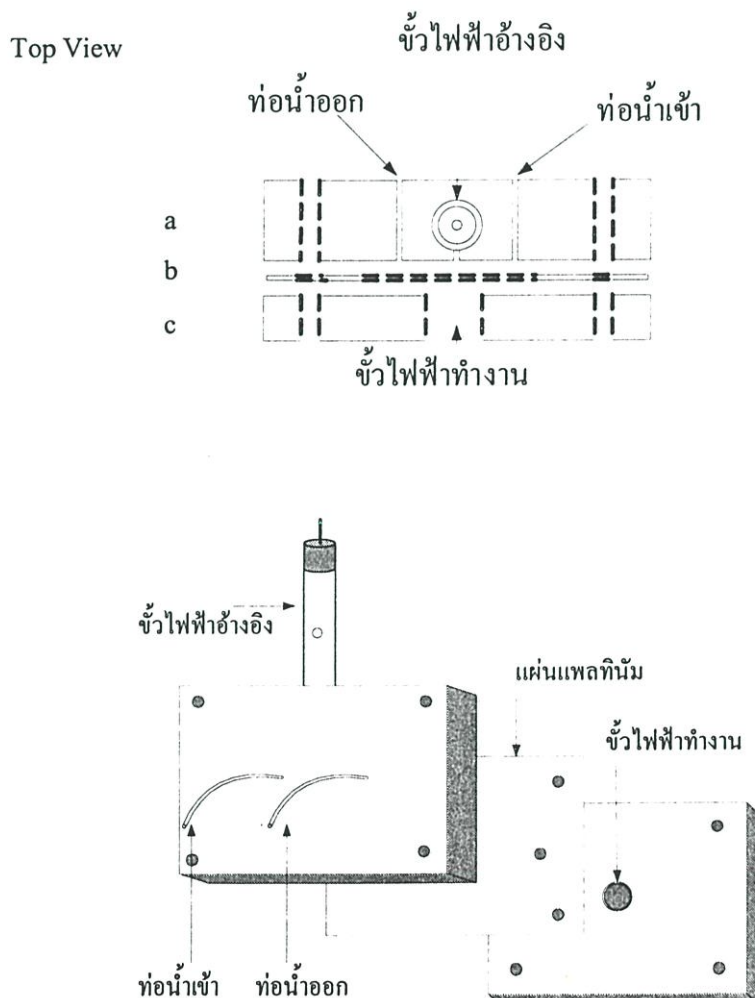 Top View
ขั้วไฟฟ้าอ้างอิง
ท่อน้ำออก
ท่อน้ำเข้า
a
b
c
ขั้วไฟฟ้าทำงาน
ขั้วไฟฟ้าอ้างอิง
แผ่นแพลทินัม
ขั้วไฟฟ้าทำงาน
ท่อน้ำเข้า
ท่อน้ำออก